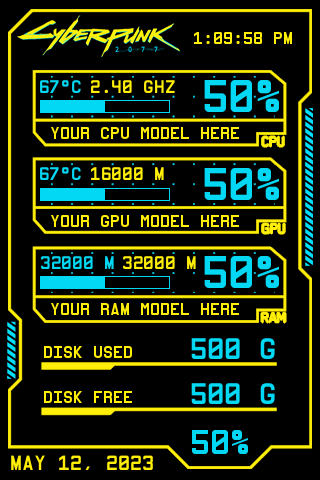 Cyberpunk
2077
1:09:58 PM
67°C 2.40 GHZ
50%
YOUR CPU MODEL HERE
CPU
67°C 16000 M
50%
YOUR GPU MODEL HERE
GPU
32000 M 32000 M
50%
YOUR RAM MODEL HERE
RAM
DISK USED 500 G
DISK FREE 500 G
50%
MAY 12, 2023